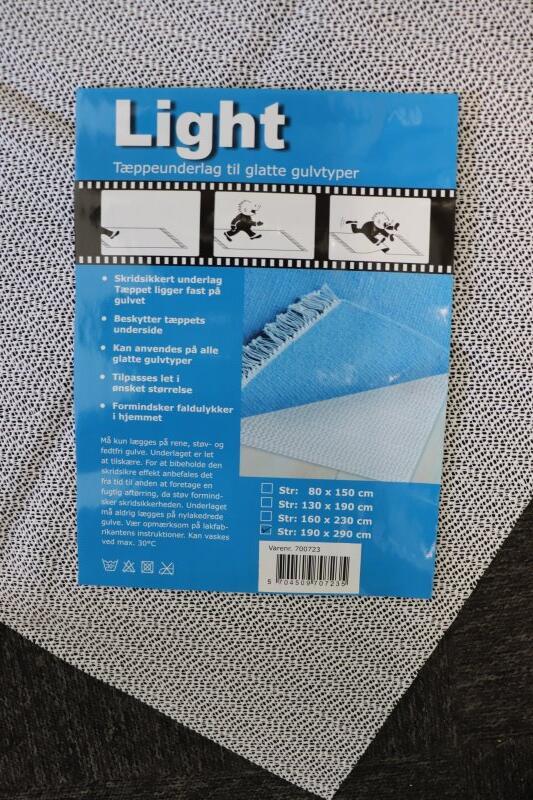 Light
Tæppeunderlag til glatte gulvtyper
• Skridsikkert underlag
Tæppet ligger fast på
gulvet
• Beskytter tæppets
underside
• Kan anvendes på alle
glatte gulvtyper
• Tilpasses let i
ønsket størrelse
• Formindsker faldulykker
i hjemmet
Må kun lægges på rene, støv- og
fedtfri gulve. Underlaget er let
at tilskære. For at bibeholde den
skridsikre effekt anbefales det
fra tid til anden at foretage en
fugtig aftørring, da støv formind-
sker skridsikkerheden. Underlaget
må aldrig lægges på nylakerede
gulve. Vær opmærksom på lakfab-
rikantens instruktioner. Kan vaskes
ved max. 30°C
Str: 80 x 150 cm
Str: 130 x 190 cm
Str: 160 x 230 cm
Str: 190 x 290 cm
Varenr. 700723
5 704509 707235